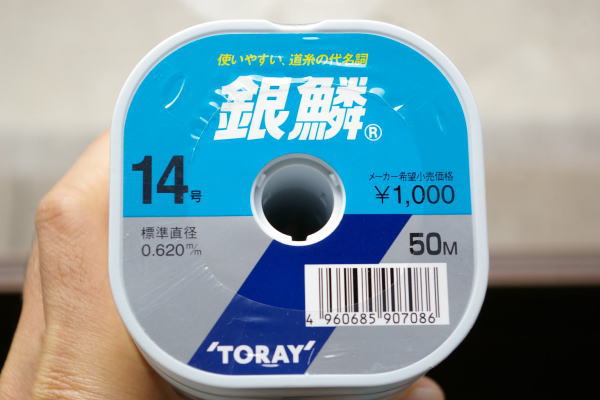 使いやすい、道糸の代名詞
銀鱗®
14号
メーカー希望小売価格
¥1,000
標準直径
0.620m/m
50M
4 960685 907086
'TORAY'